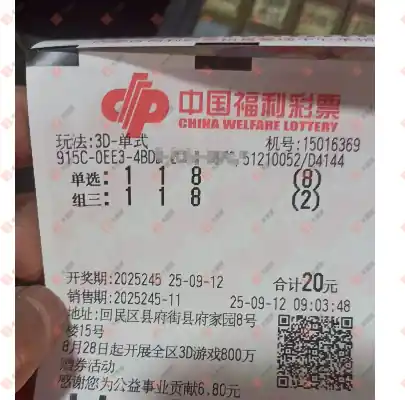 中国福利彩票
CHINA WELFARE LOTTERY
玩法:3D-单式 机号:15016369
915C-0EE3-4BD 51210052/D4144
单选: 1 1 8 (8)
组三: 1 1 8 (2)
开奖期:2025245 25-09-12 合计20元
销售期:2025245-11 25-09-12 09:03:48
地址:回民区县府街县府家园8号
楼15号
8月28日起开展全区3D游戏800万
酒券活动
感谢您为公益事业贡献6.80元